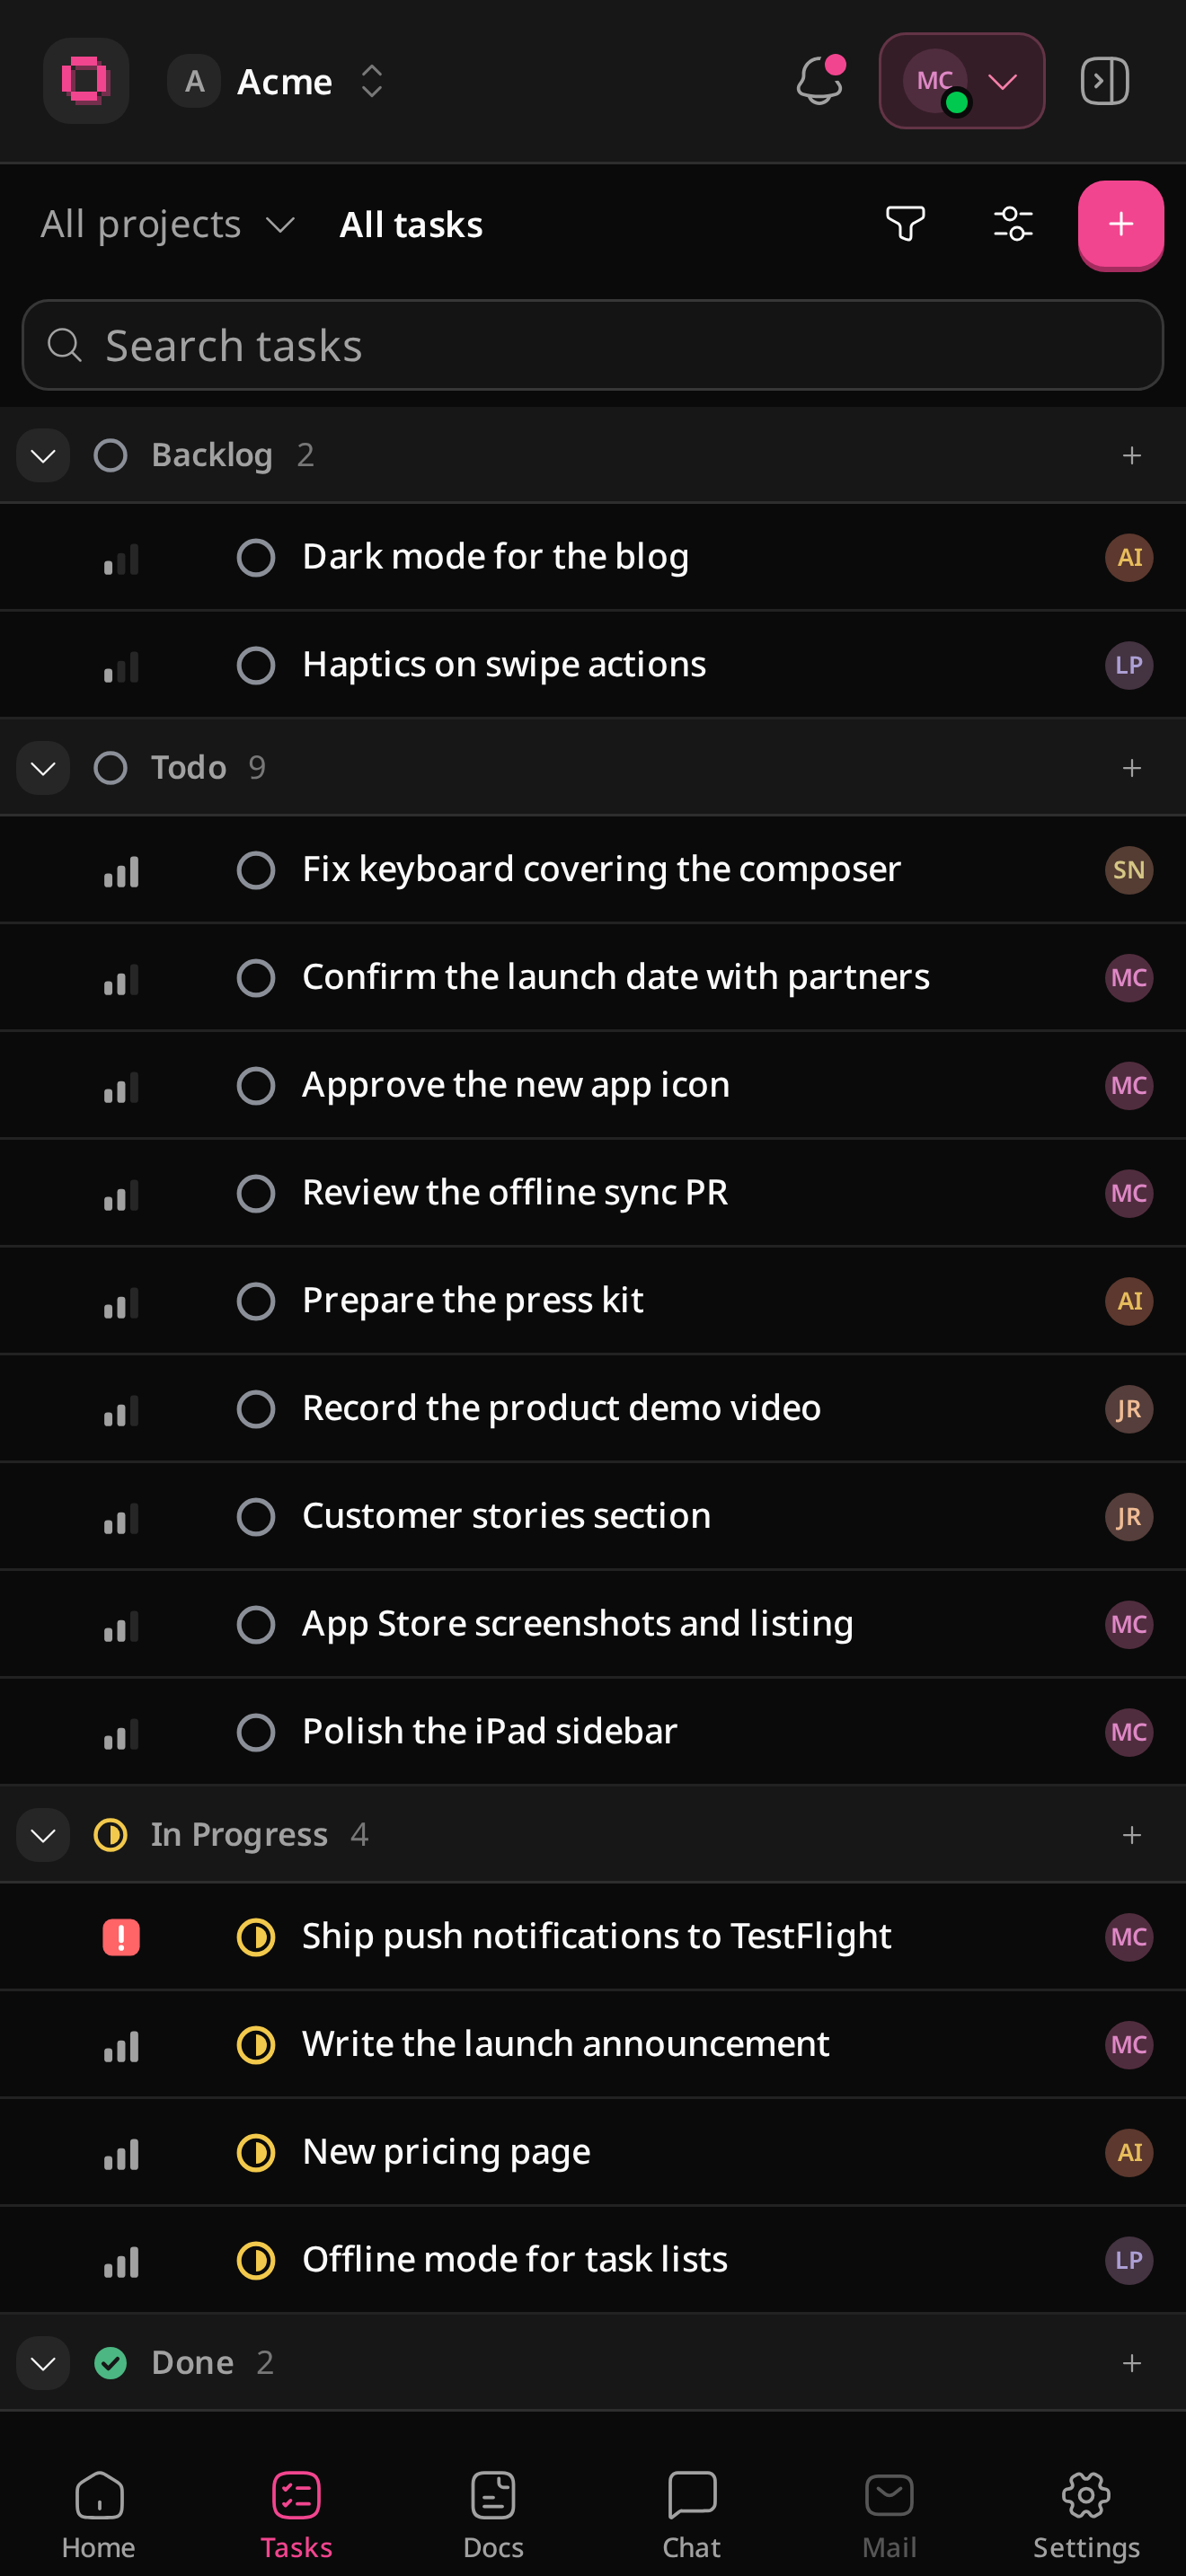 A Acme MC
All projects All tasks
Search tasks
Backlog 2
Dark mode for the blog AI
Haptics on swipe actions LP
Todo 9
Fix keyboard covering the composer SN
Confirm the launch date with partners MC
Approve the new app icon MC
Review the offline sync PR MC
Prepare the press kit AI
Record the product demo video JR
Customer stories section JR
App Store screenshots and listing MC
Polish the iPad sidebar MC
In Progress 4
Ship push notifications to TestFlight MC
Write the launch announcement MC
New pricing page AI
Offline mode for task lists LP
Done 2
Home Tasks Docs Chat Mail Settings